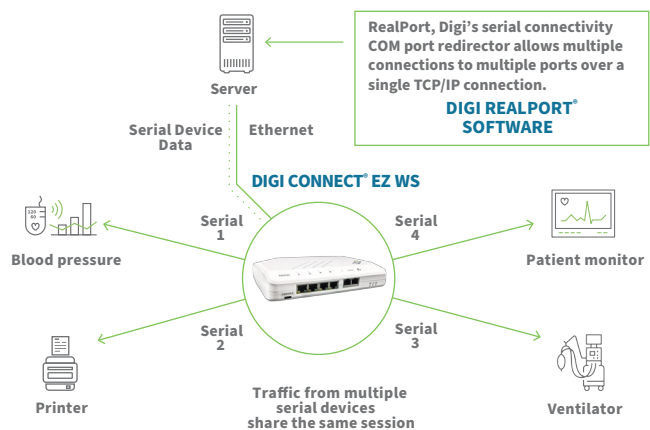 RealPort, Digi's serial connectivity
COM port redirector allows multiple
connections to multiple ports over a
single TCP/IP connection.
DIGI REALPORT®
SOFTWARE
Server
Serial Device
Data
Ethernet
DIGI CONNECT® EZ WS
Serial
1
Serial
4
Blood pressure
Patient monitor
Serial
2
Serial
3
Printer
Ventilator
Traffic from multiple
serial devices
share the same session
120
80